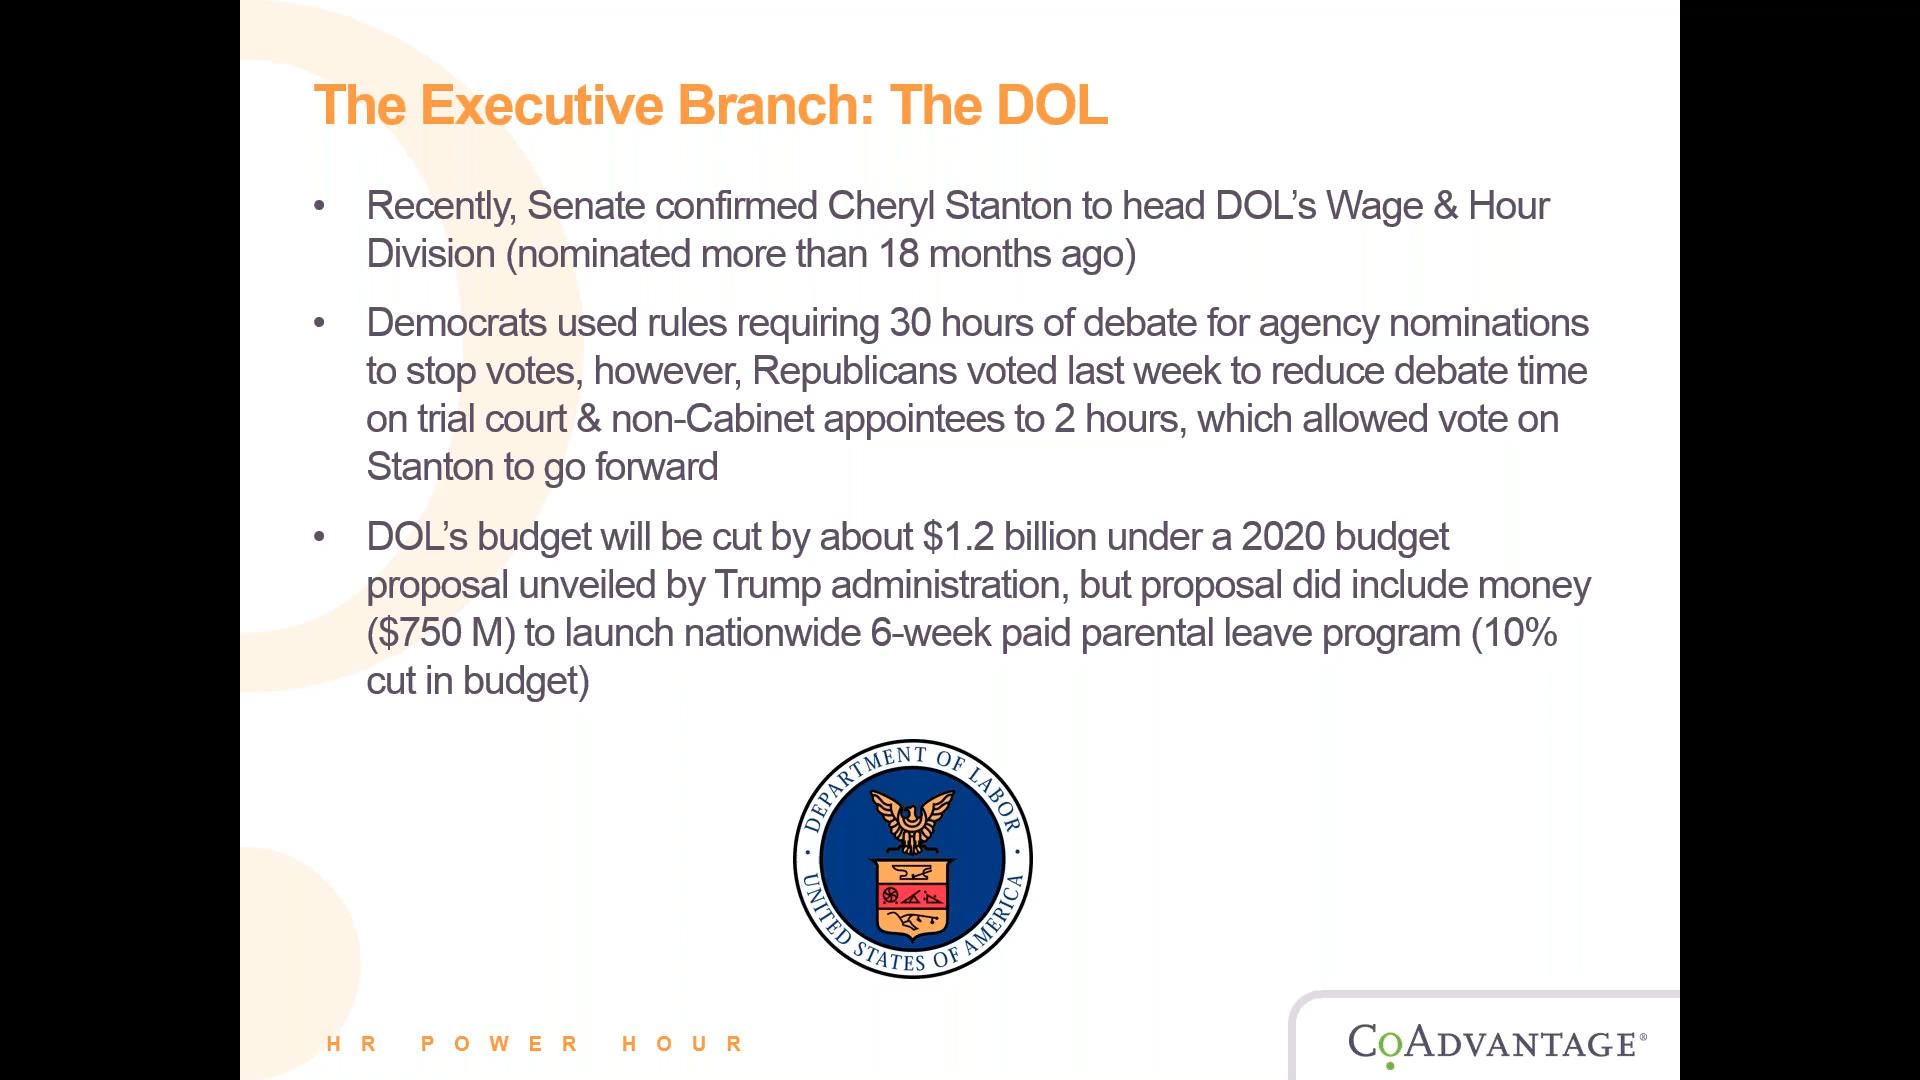 The Executive Branch: The DOL
• Recently, Senate confirmed Cheryl Stanton to head DOL’s Wage & Hour
Division (nominated more than 18 months ago)
• Democrats used rules requiring 30 hours of debate for agency nominations
to stop votes, however, Republicans voted last week to reduce debate time
on trial court & non-Cabinet appointees to 2 hours, which allowed vote on
Stanton to go forward
• DOL’s budget will be cut by about $1.2 billion under a 2020 budget
proposal unveiled by Trump administration, but proposal did include money
($750 M) to launch nationwide 6-week paid parental leave program (10%
cut in budget)
DEPARTMENT OF LABOR
UNITED STATES OF AMERICA
HR POWER HOUR
CoAdvantage®